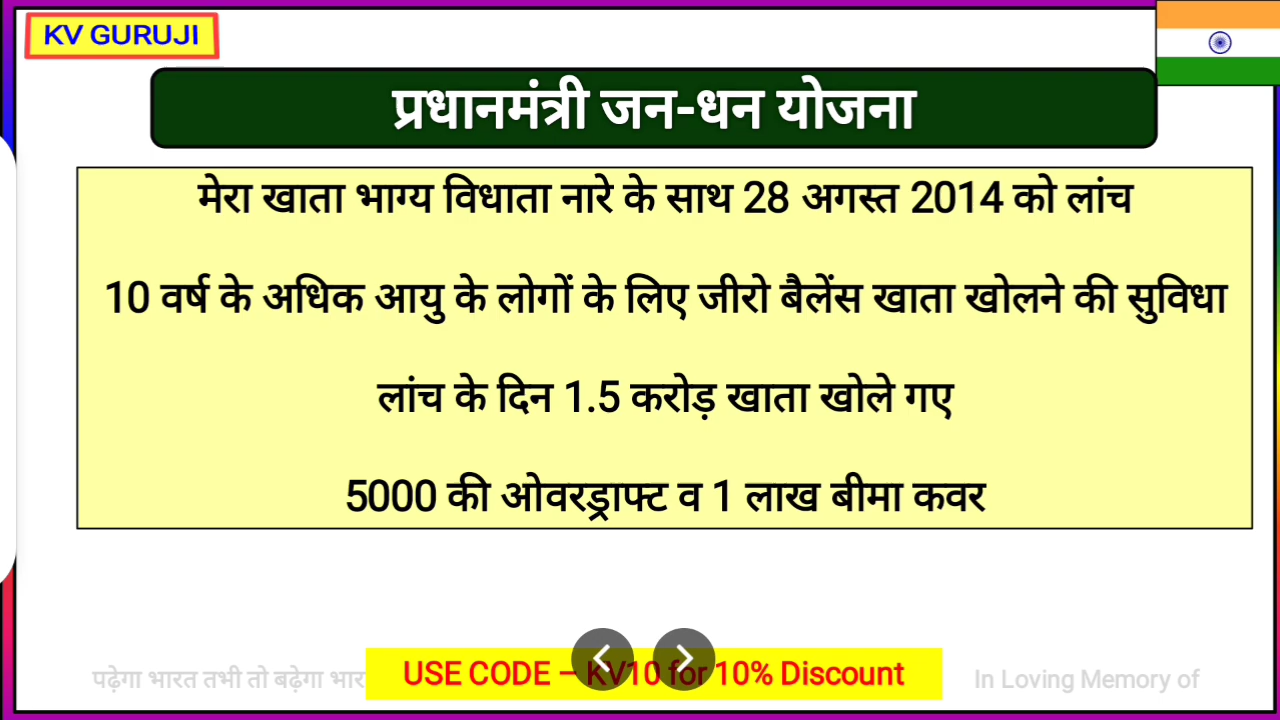 KV GURUJI
प्रधानमंत्री जन-धन योजना
मेरा खाता भाग्य विधाता नारे के साथ 28 अगस्त 2014 को लांच
10 वर्ष के अधिक आयु के लोगों के लिए जीरो बैलेंस खाता खोलने की सुविधा
लांच के दिन 1.5 करोड़ खाता खोले गए
5000 की ओवरड्राफ्ट व 1 लाख बीमा कवर
पढ़ेगा भारत तभी तो बढ़ेगा भार
USE CODE – KV10 for 10% Discount
In Loving Memory of